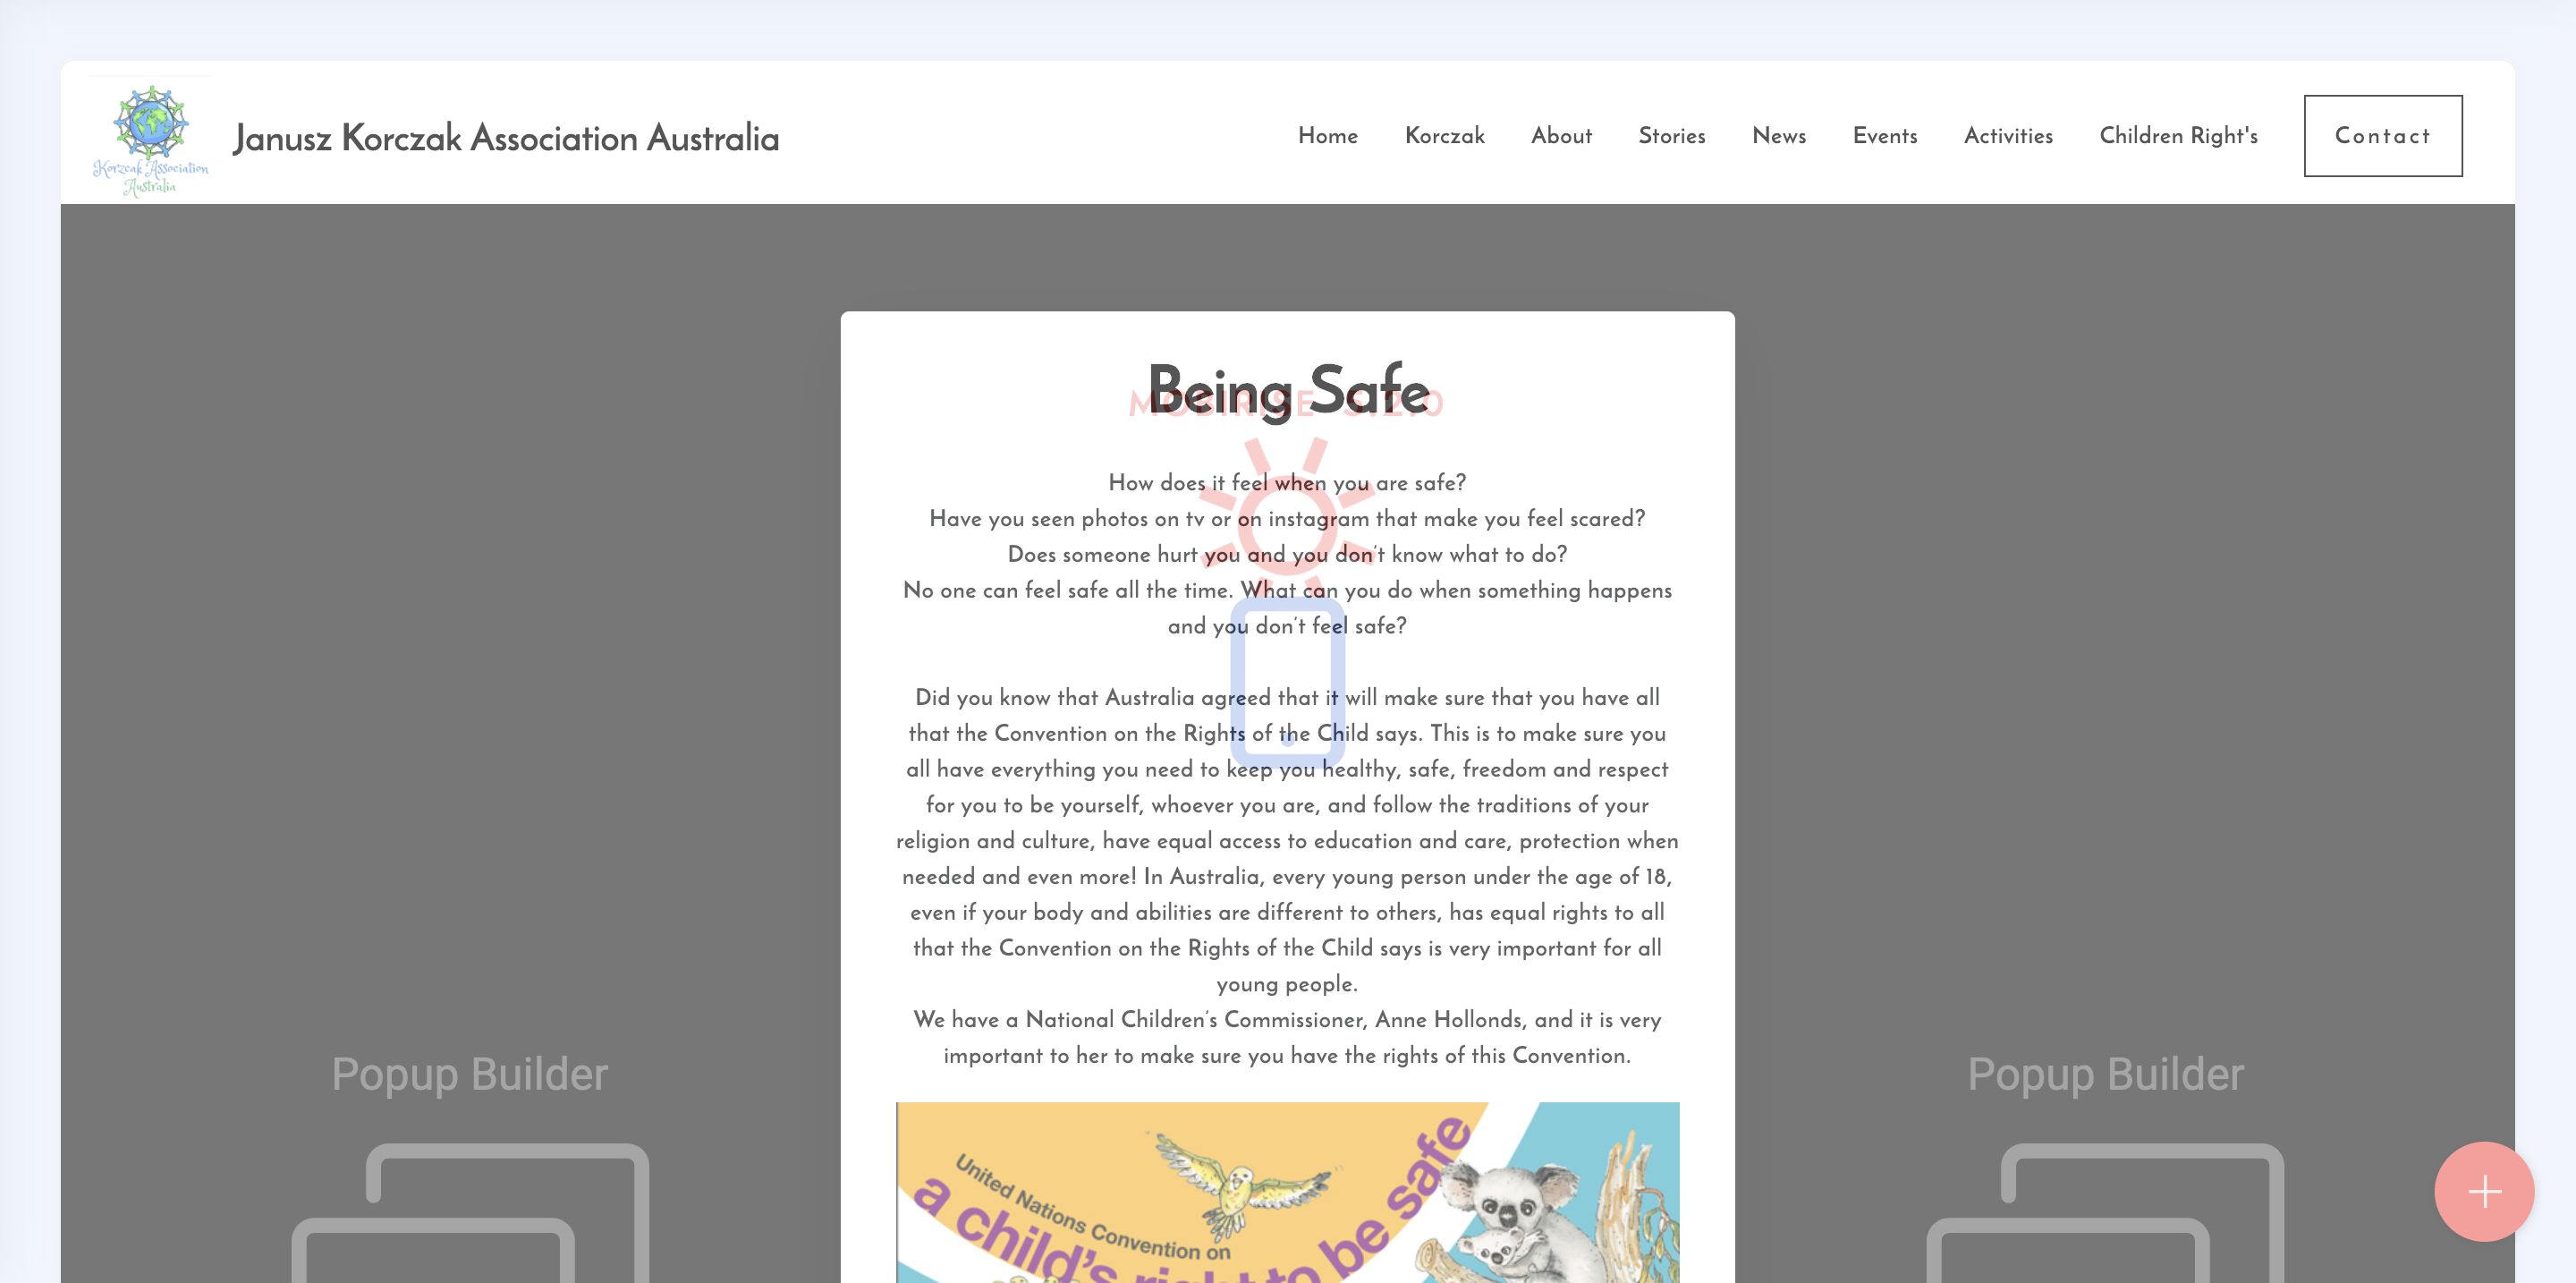 Korczak Association
Australia
Janusz Korczak Association Australia
Home Korczak About Stories News Events Activities Children Right's Contact
Being Safe
MOBIRISE 5.2.0
How does it feel when you are safe?
Have you seen photos on tv or on instagram that make you feel scared?
Does someone hurt you and you don't know what to do?
No one can feel safe all the time. What can you do when something happens
and you don't feel safe?
Did you know that Australia agreed that it will make sure that you have all
that the Convention on the Rights of the Child says. This is to make sure you
all have everything you need to keep you healthy, safe, freedom and respect
for you to be yourself, whoever you are, and follow the traditions of your
religion and culture, have equal access to education and care, protection when
needed and even more! In Australia, every young person under the age of 18,
even if your body and abilities are different to others, has equal rights to all
that the Convention on the Rights of the Child says is very important for all
young people.
We have a National Children's Commissioner, Anne Hollonds, and it is very
important to her to make sure you have the rights of this Convention.
Popup Builder
Popup Builder
United Nations Convention on
a child's right to be safe